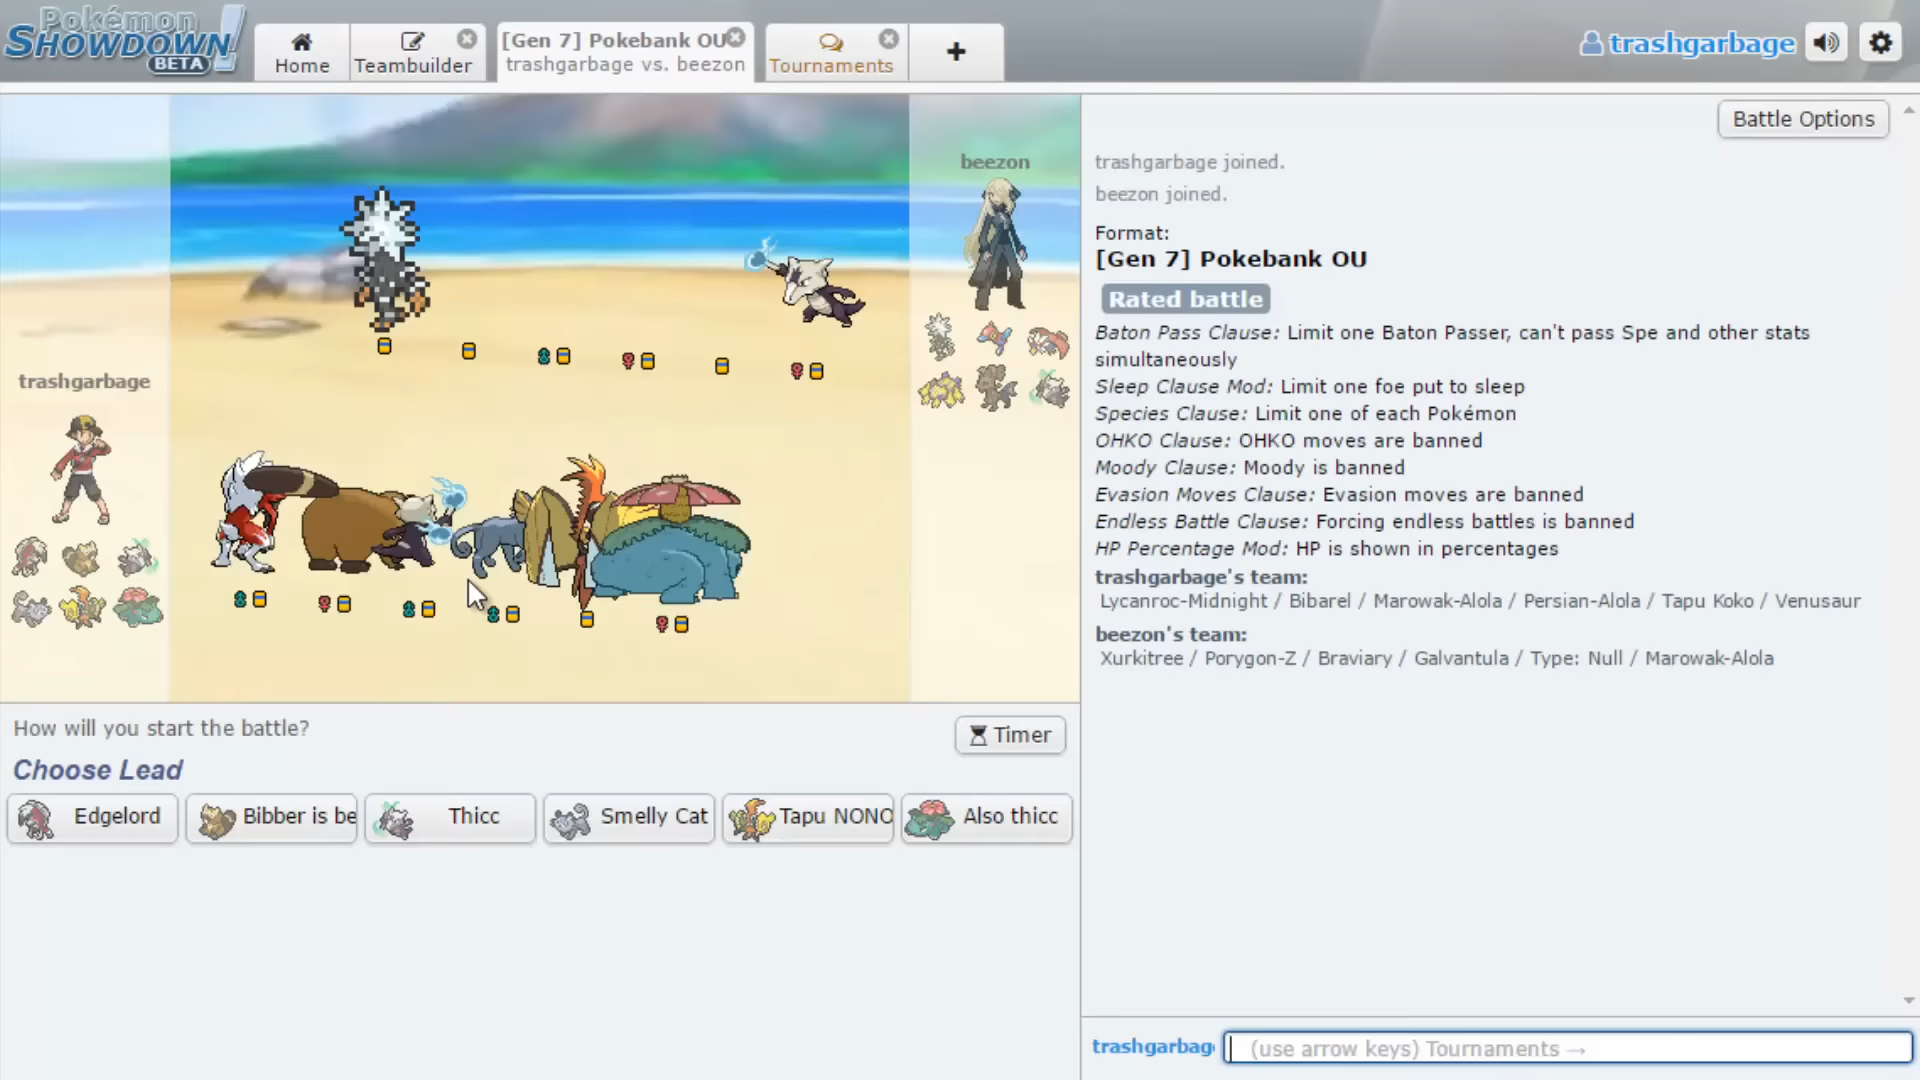 Pokémon
SHOWDOWN!
BETA
Home
Teambuilder
[Gen 7] Pokebank OU
trashgarbage vs. beezon
Tournaments
+
trashgarbage
beezon
trashgarbage
Battle Options
trashgarbage joined.
beezon joined.
Format:
[Gen 7] Pokebank OU
Rated battle
Baton Pass Clause: Limit one Baton Passer, can't pass Spe and other stats
simultaneously
Sleep Clause Mod: Limit one foe put to sleep
Species Clause: Limit one of each Pokémon
OHKO Clause: OHKO moves are banned
Moody Clause: Moody is banned
Evasion Moves Clause: Evasion moves are banned
Endless Battle Clause: Forcing endless battles is banned
HP Percentage Mod: HP is shown in percentages
trashgarbage's team:
Lycanroc-Midnight / Bibarel / Marowak-Alola / Persian-Alola / Tapu Koko / Venusaur
beezon's team:
Xurkitree / Porygon-Z / Braviary / Galvantula / Type: Null / Marowak-Alola
How will you start the battle?
Timer
Choose Lead
Edgelord
Bibber is be
Thicc
Smelly Cat
Tapu NONO
Also thicc
trashgarbag
(use arrow keys) Tournaments →